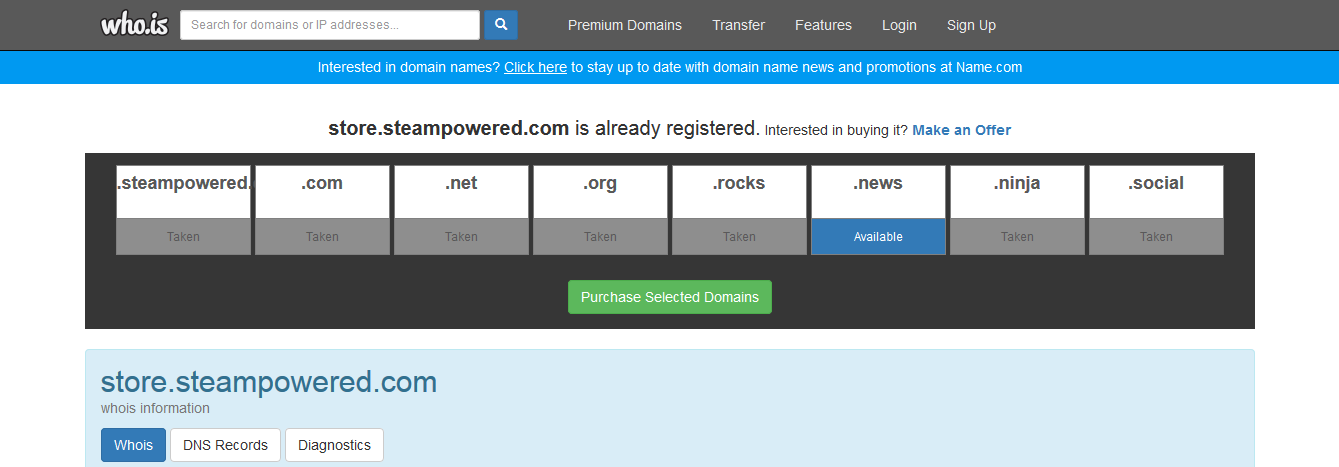 who.is Search for domains or IP addresses... Premium Domains Transfer Features Login Sign Up
Interested in domain names? Click here to stay up to date with domain name news and promotions at Name.com
store.steampowered.com is already registered. Interested in buying it? Make an Offer
.steampowered. .com .net .org .rocks .news .ninja .social
Taken Taken Taken Taken Taken Available Taken Taken
Purchase Selected Domains
store.steampowered.com
whois information
Whois DNS Records Diagnostics